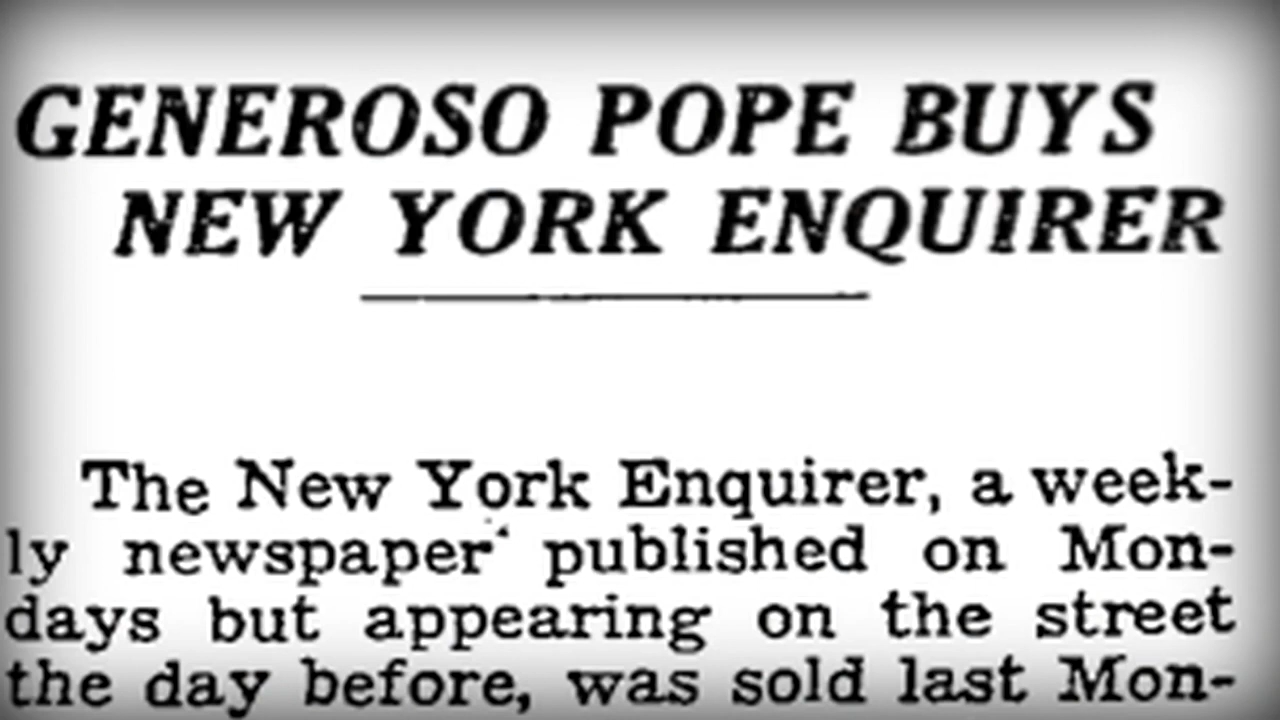 GENEROSO POPE BUYS
NEW YORK ENQUIRER
The New York Enquirer, a week-
ly newspaper published on Mon-
days but appearing on the street
the day before, was sold last Mon-